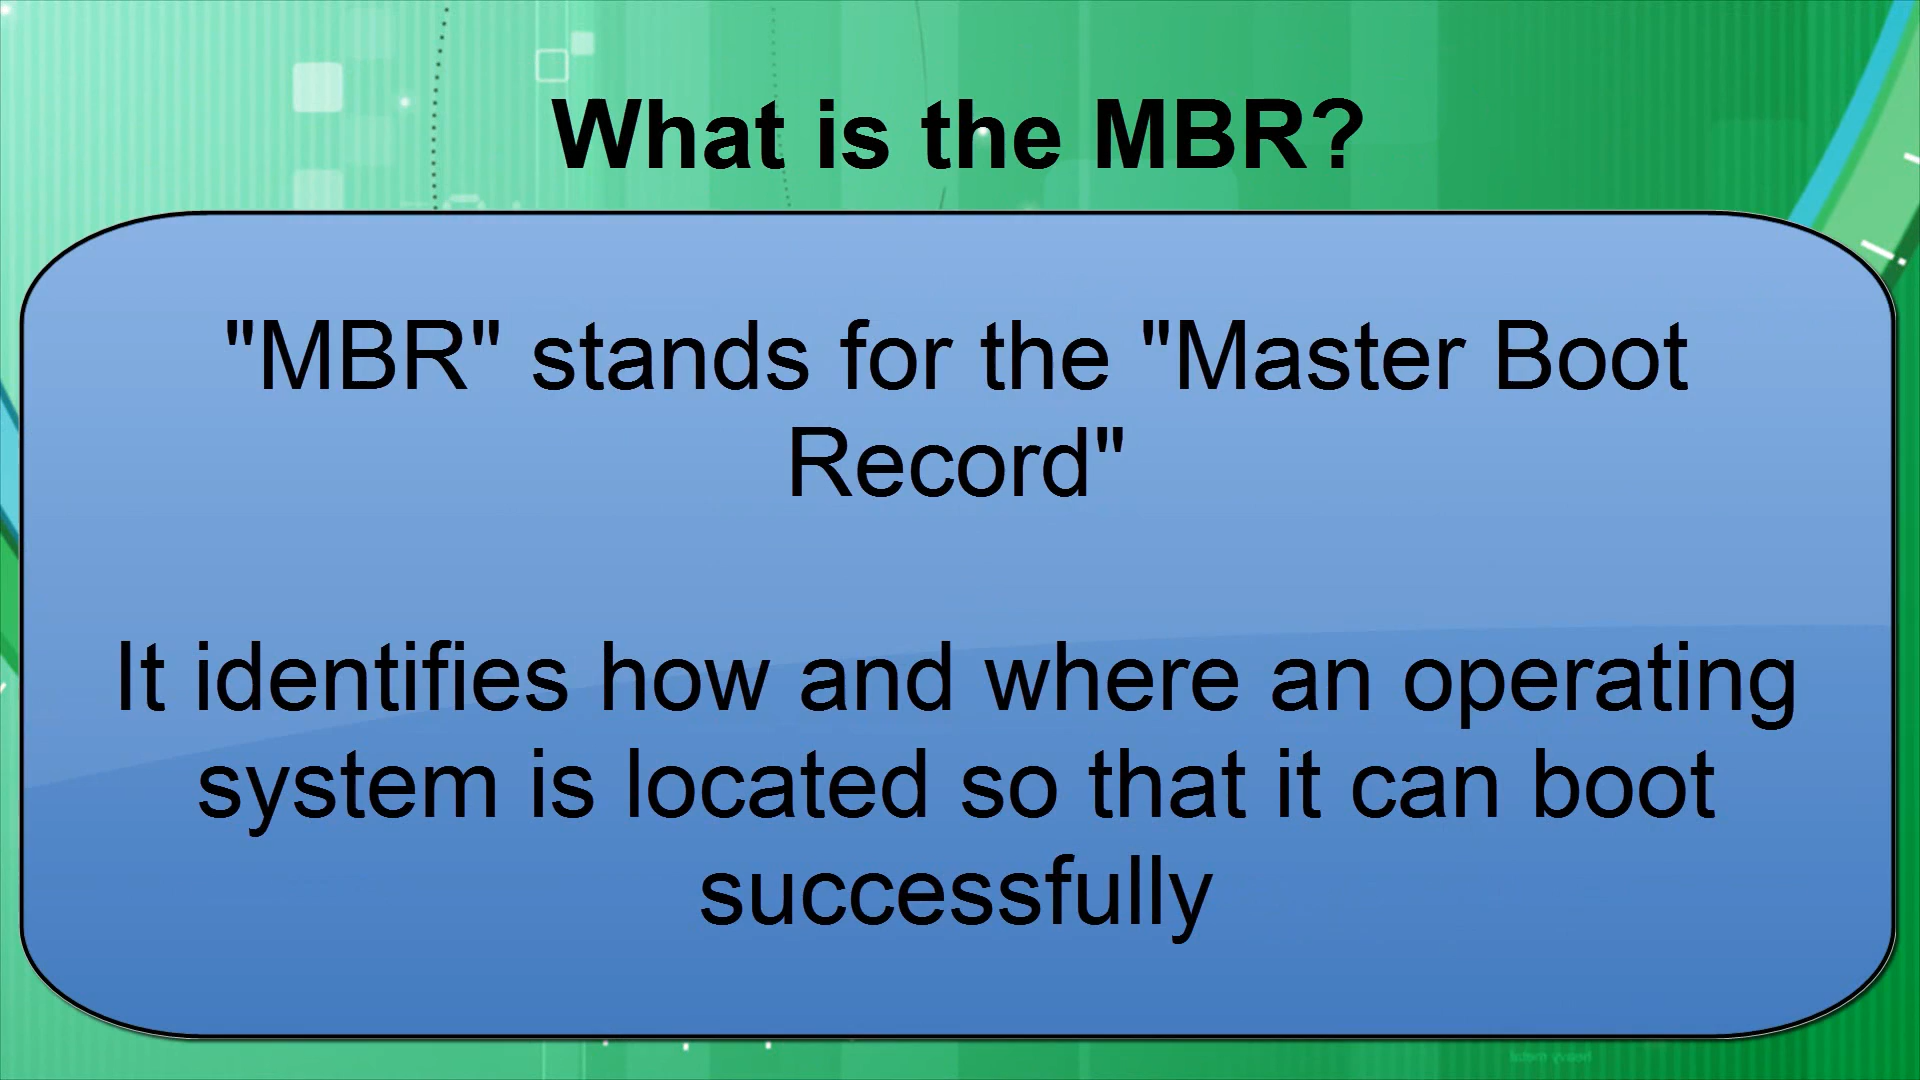 What is the MBR?
"MBR" stands for the "Master Boot
Record"
It identifies how and where an operating
system is located so that it can boot
successfully